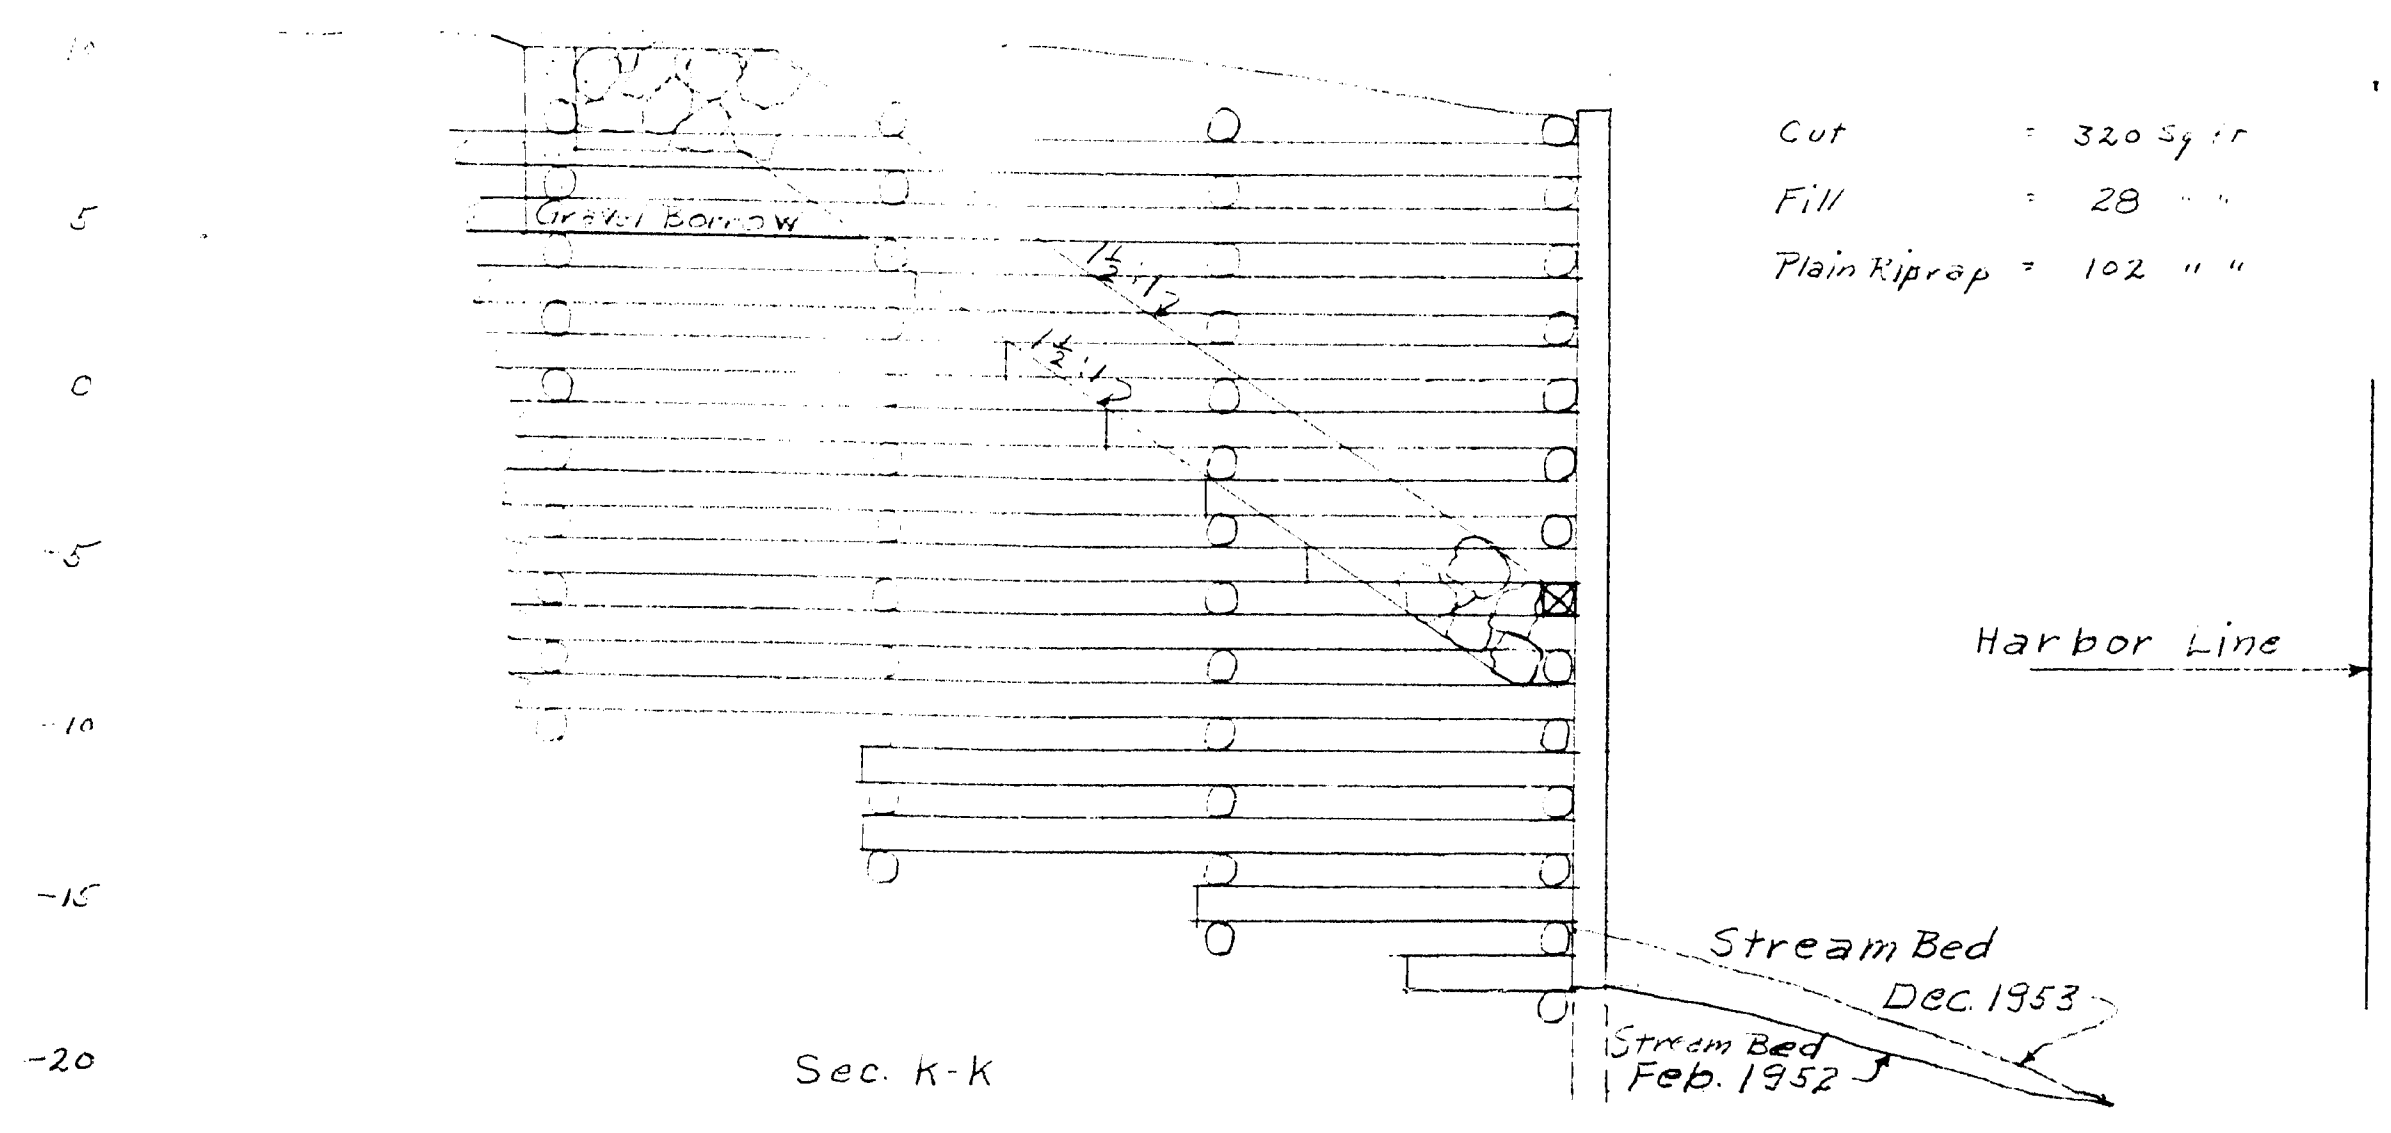 10
5
0
-5
-10
-15
-20
Gravel Borrow
1½:1
1½:1
Cut = 320 Sq ft
Fill = 28 " "
Plain Riprap = 102 " "
Harbor Line
Stream Bed
Dec. 1953
Stream Bed
Feb. 1952
Sec. K-K